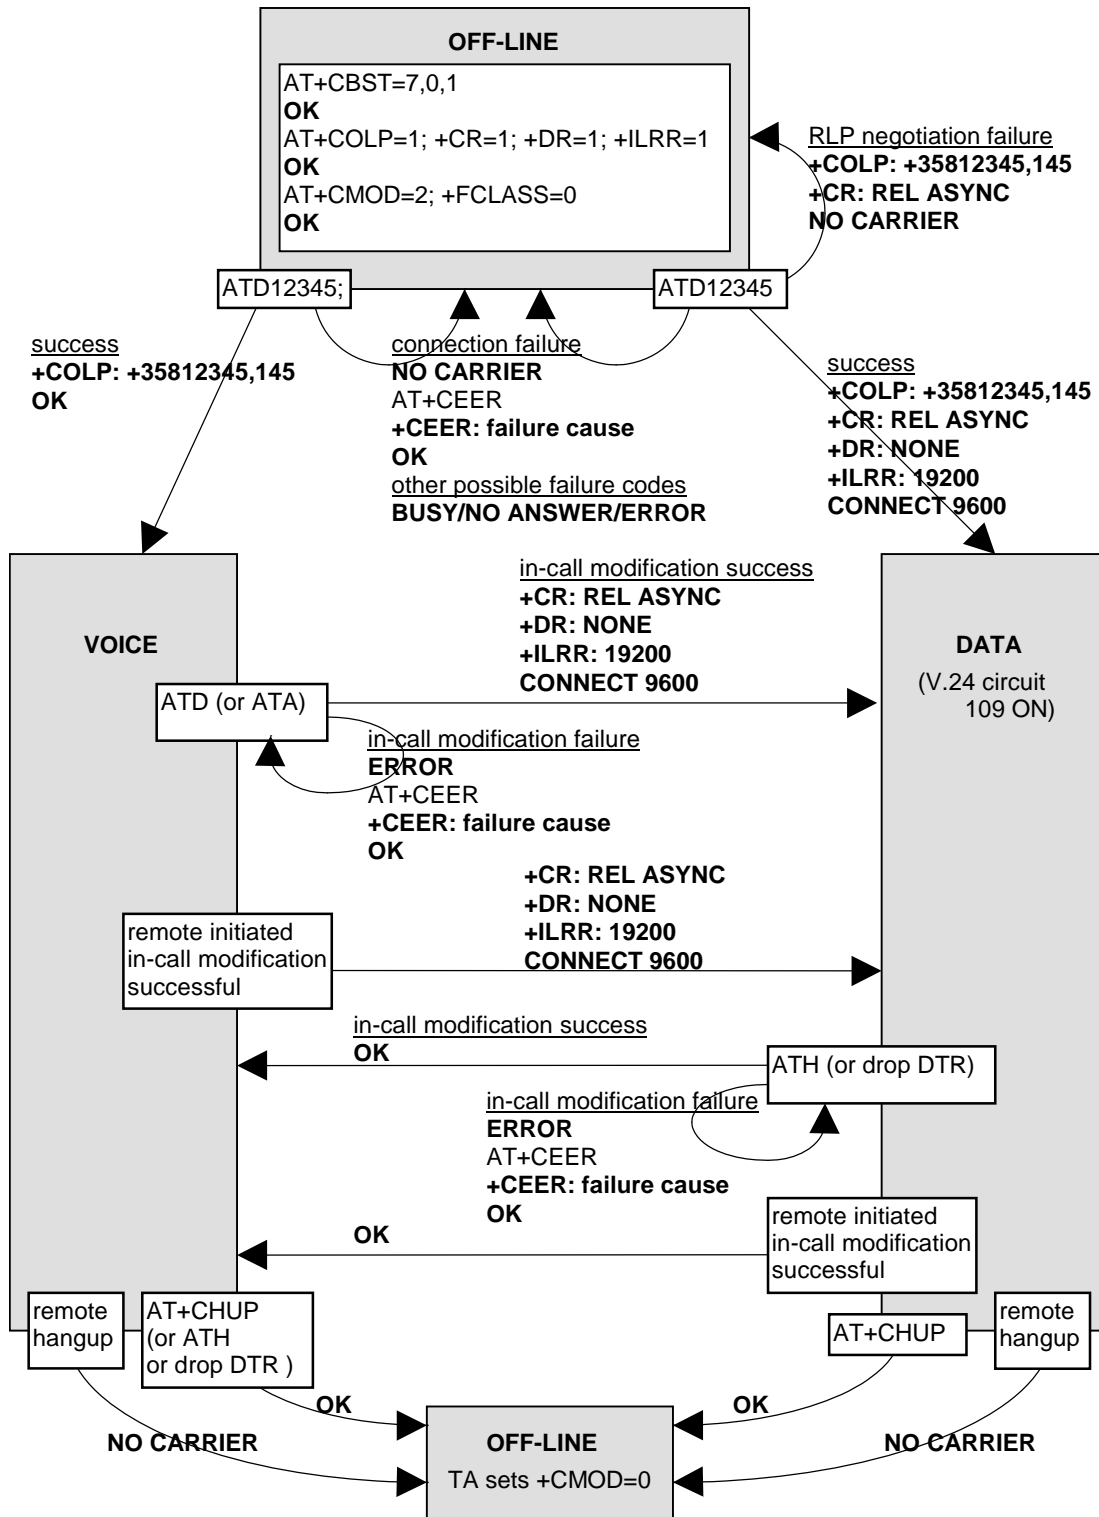 OFF-LINE
AT+CBST=7,0,1
OK
AT+COLP=1; +CR=1; +DR=1; +ILRR=1
OK
AT+CMOD=2; +FCLASS=0
OK
RLP negotiation failure
+COLP: +35812345,145
+CR: REL ASYNC
NO CARRIER
ATD12345;
ATD12345
success
+COLP: +35812345,145
OK
connection failure
NO CARRIER
AT+CEER
+CEER: failure cause
OK
other possible failure codes
BUSY/NO ANSWER/ERROR
success
+COLP: +35812345,145
+CR: REL ASYNC
+DR: NONE
+ILRR: 19200
CONNECT 9600
VOICE
in-call modification success
+CR: REL ASYNC
+DR: NONE
+ILRR: 19200
CONNECT 9600
DATA
(V.24 circuit
109 ON)
ATD (or ATA)
in-call modification failure
ERROR
AT+CEER
+CEER: failure cause
OK
+CR: REL ASYNC
+DR: NONE
+ILRR: 19200
CONNECT 9600
remote initiated
in-call modification
successful
in-call modification success
OK
ATH (or drop DTR)
in-call modification failure
ERROR
AT+CEER
+CEER: failure cause
OK
OK
remote initiated
in-call modification
successful
remote
hangup
AT+CHUP
(or ATH
or drop DTR )
AT+CHUP
remote
hangup
OK
OK
NO CARRIER
NO CARRIER
OFF-LINE
TA sets +CMOD=0